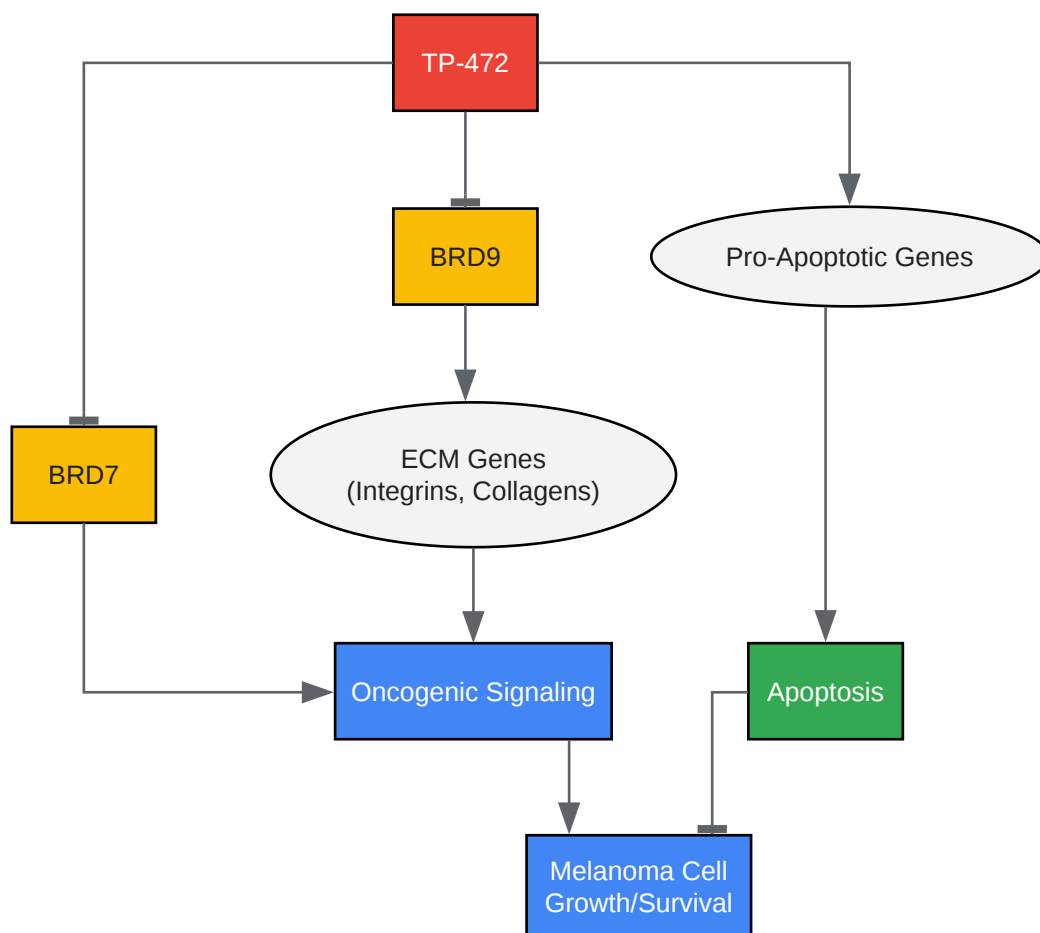 TP-472
BRD9
Pro-Apoptotic Genes
BRD7
ECM Genes
(Integrins, Collagens)
Oncogenic Signaling
Apoptosis
Melanoma Cell
Growth/Survival